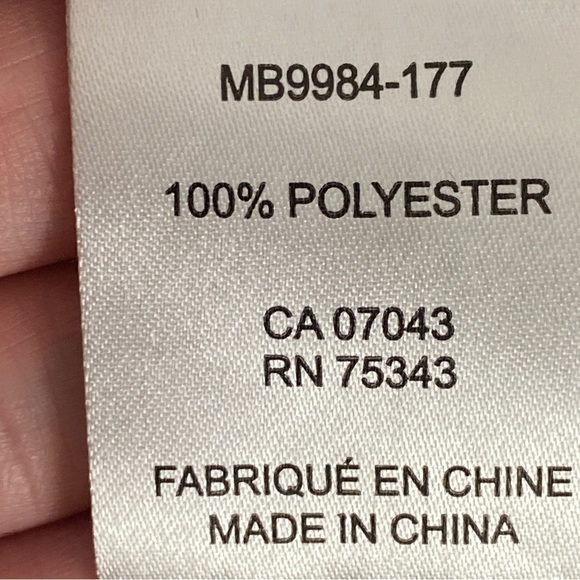 MB9984-177
100% POLYESTER
CA 07043
RN 75343
FABRIQUÉ EN CHINE
MADE IN CHINA